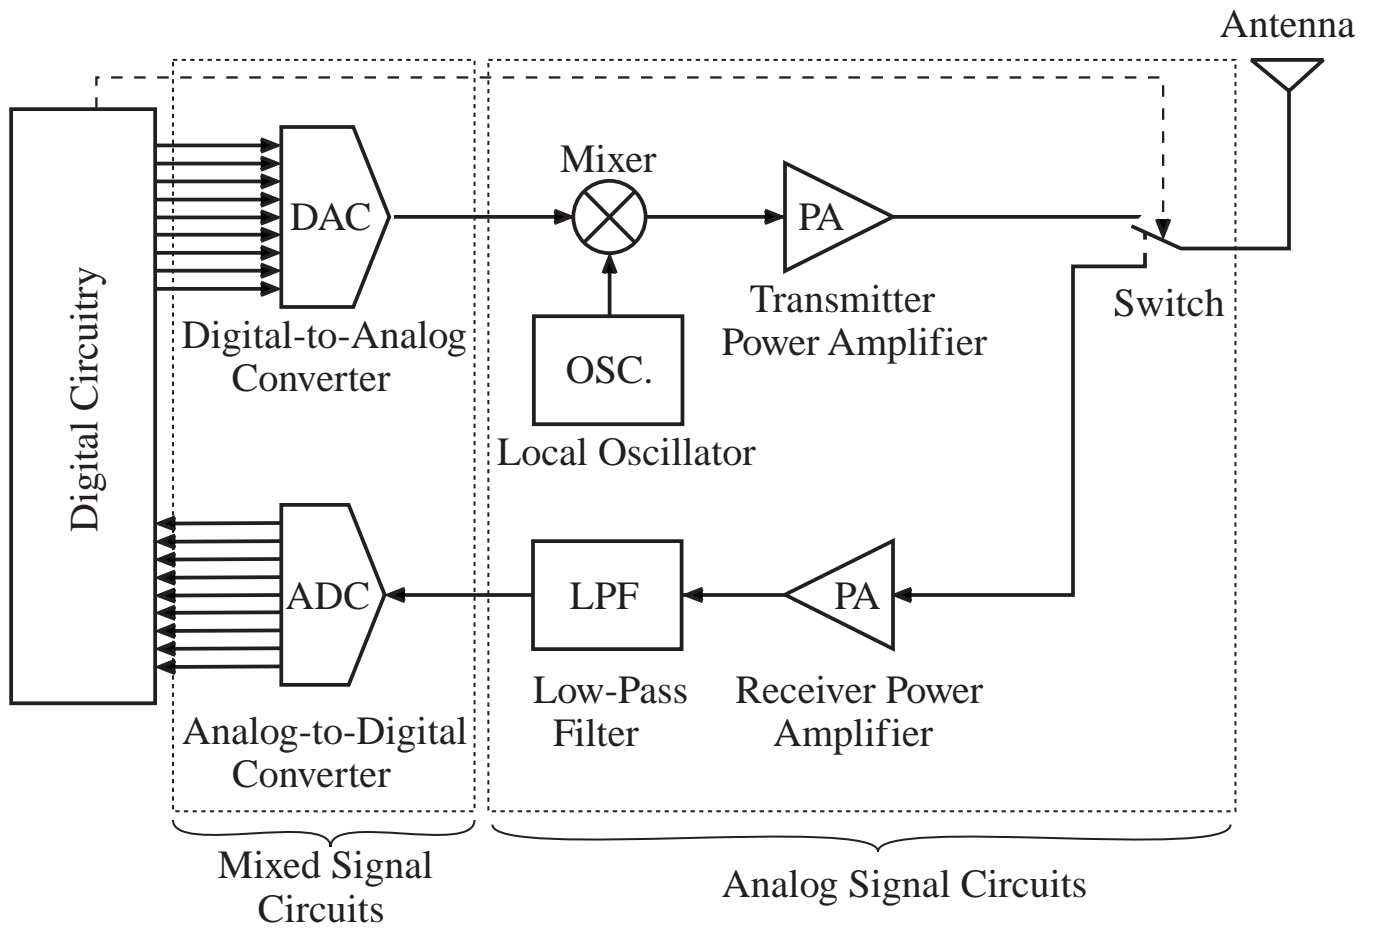 Antenna
Mixer
DAC
PA
Digital Circuitry
Transmitter
Power Amplifier
Switch
Digital-to-Analog
Converter
OSC.
Local Oscillator
ADC
LPF
PA
Low-Pass
Filter
Receiver Power
Amplifier
Analog-to-Digital
Converter
Mixed Signal
Circuits
Analog Signal Circuits